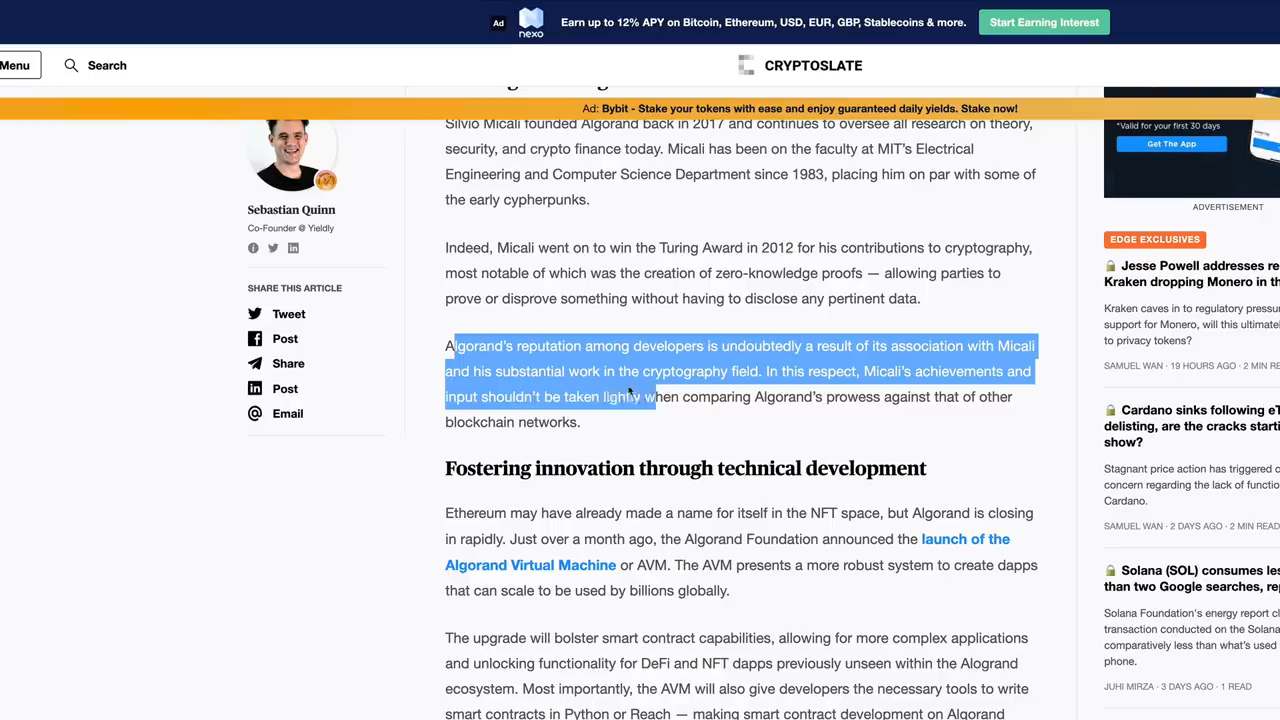 Ad
nexo
Earn up to 12% APY on Bitcoin, Ethereum, USD, EUR, GBP, Stablecoins & more.
Start Earning Interest
Menu
Search
CRYPTOSLATE
Ad: Bybit - Stake your tokens with ease and enjoy guaranteed daily yields. Stake now!
Sebastian Quinn
Co-Founder @ Yieldly
SHARE THIS ARTICLE
Tweet
Post
Share
Post
Email
Silvio Micali founded Algorand back in 2017 and continues to oversee all research on theory,
security, and crypto finance today. Micali has been on the faculty at MIT's Electrical
Engineering and Computer Science Department since 1983, placing him on par with some of
the early cypherpunks.
Indeed, Micali went on to win the Turing Award in 2012 for his contributions to cryptography,
most notable of which was the creation of zero-knowledge proofs — allowing parties to
prove or disprove something without having to disclose any pertinent data.
Algorand's reputation among developers is undoubtedly a result of its association with Micali
and his substantial work in the cryptography field. In this respect, Micali's achievements and
input shouldn't be taken lightly when comparing Algorand's prowess against that of other
blockchain networks.
Fostering innovation through technical development
Ethereum may have already made a name for itself in the NFT space, but Algorand is closing
in rapidly. Just over a month ago, the Algorand Foundation announced the launch of the
Algorand Virtual Machine or AVM. The AVM presents a more robust system to create dapps
that can scale to be used by billions globally.
The upgrade will bolster smart contract capabilities, allowing for more complex applications
and unlocking functionality for DeFi and NFT dapps previously unseen within the Alogrand
ecosystem. Most importantly, the AVM will also give developers the necessary tools to write
smart contracts in Python or Reach — making smart contract development on Algorand
*Valid for your first 30 days
Get The App
ADVERTISEMENT
EDGE EXCLUSIVES
Jesse Powell addresses re
Kraken dropping Monero in th
Kraken caves in to regulatory pressur
support for Monero, will this ultimatel
to privacy tokens?
SAMUEL WAN · 19 HOURS AGO · 2 MIN
Cardano sinks following eT
delisting, are the cracks starti
show?
Stagnant price action has triggered c
concern regarding the lack of functio
Cardano.
SAMUEL WAN · 2 DAYS AGO · 2 MIN READ
Solana (SOL) consumes les
than two Google searches, rep
Solana Foundation's energy report cl
transaction conducted on the Solana
comparatively less than what's used
phone.
JUHI MIRZA · 3 DAYS AGO · 1 READ